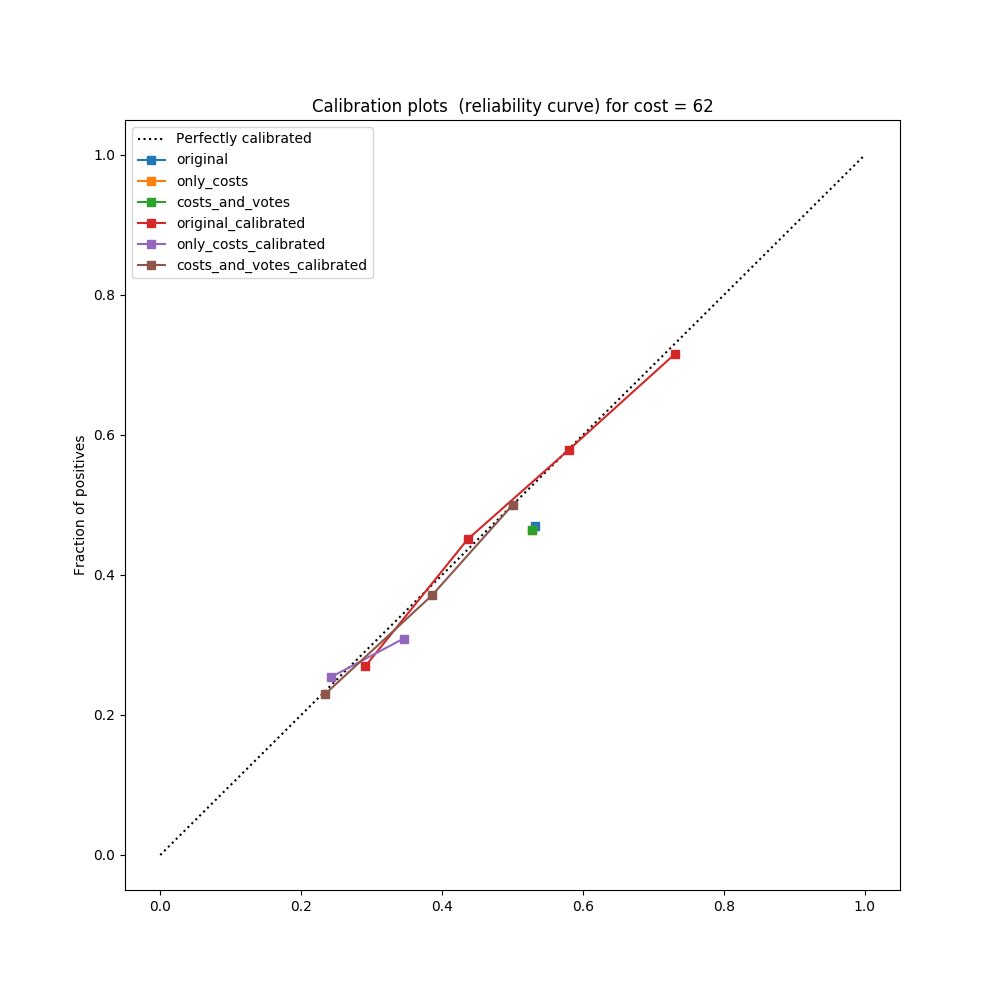 Calibration plots  (reliability curve) for cost = 62
Perfectly calibrated
original
only_costs
costs_and_votes
original_calibrated
only_costs_calibrated
costs_and_votes_calibrated
Fraction of positives
1.0
0.8
0.6
0.4
0.2
0.0
0.0 0.2 0.4 0.6 0.8 1.0